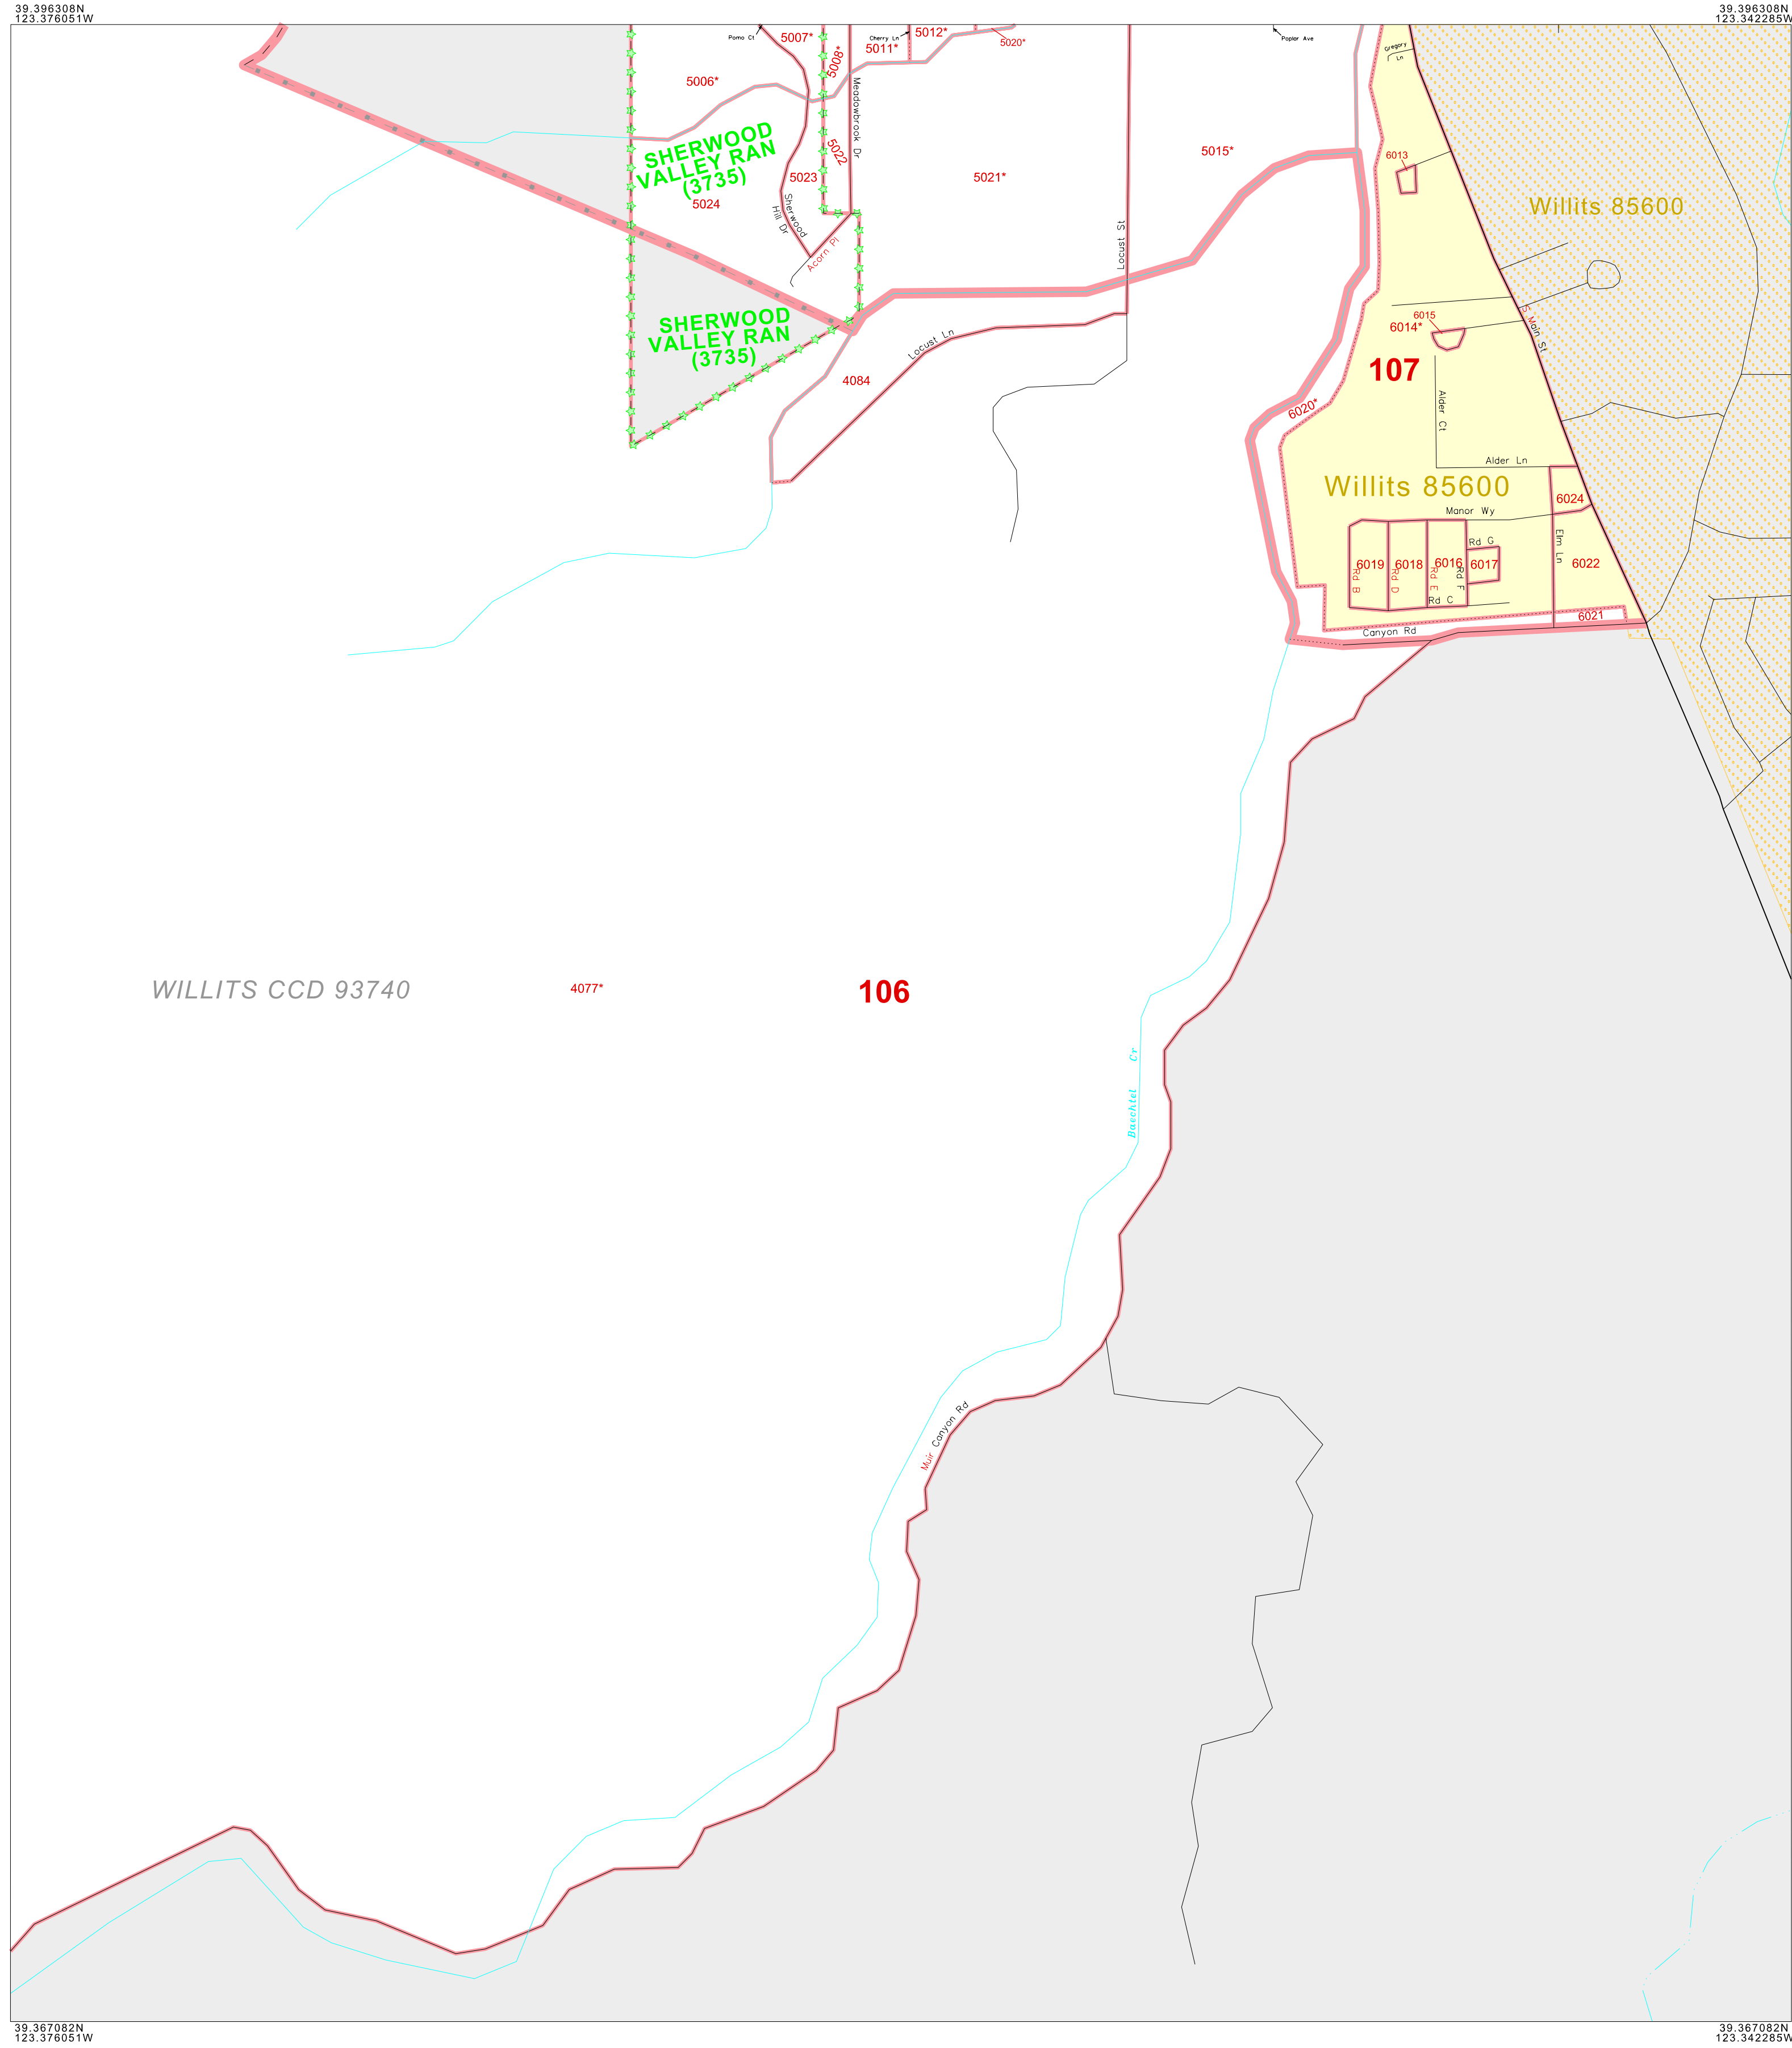 39.396308N
123.376051W
39.396308N
123.342285W
Pomo Ct
5007*
5008*
Cherry Ln
5011*
5012*
5020*
Poplar Ave
Gregory
Ln
5006*
Meadowbrook Dr
SHERWOOD
VALLEY RAN
(3735)
5024
5022
5023
Sherwood
Hill Dr
Acorn Pl
5021*
5015*
Locust St
6013
Willits 85600
SHERWOOD
VALLEY RAN
(3735)
Locust Ln
4084
6015
6014*
S Main St
107
6020*
Alder Ct
Alder Ln
Willits 85600
6024
Manor Wy
Elm Ln
Rd G
6019
6018
6016
6017
6022
Rd B
Rd D
Rd E
Rd F
Rd C
6021
Canyon Rd
WILLITS CCD 93740
4077*
106
Baechtel Cr
Muir Canyon Rd
39.367082N
123.376051W
39.367082N
123.342285W